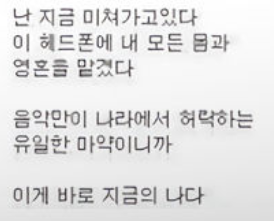 난 지금 미쳐가고있다
이 헤드폰에 내 모든 몸과
영혼을 맡겼다
음악만이 나라에서 허락하는
유일한 마약이니까
이게 바로 지금의 나다